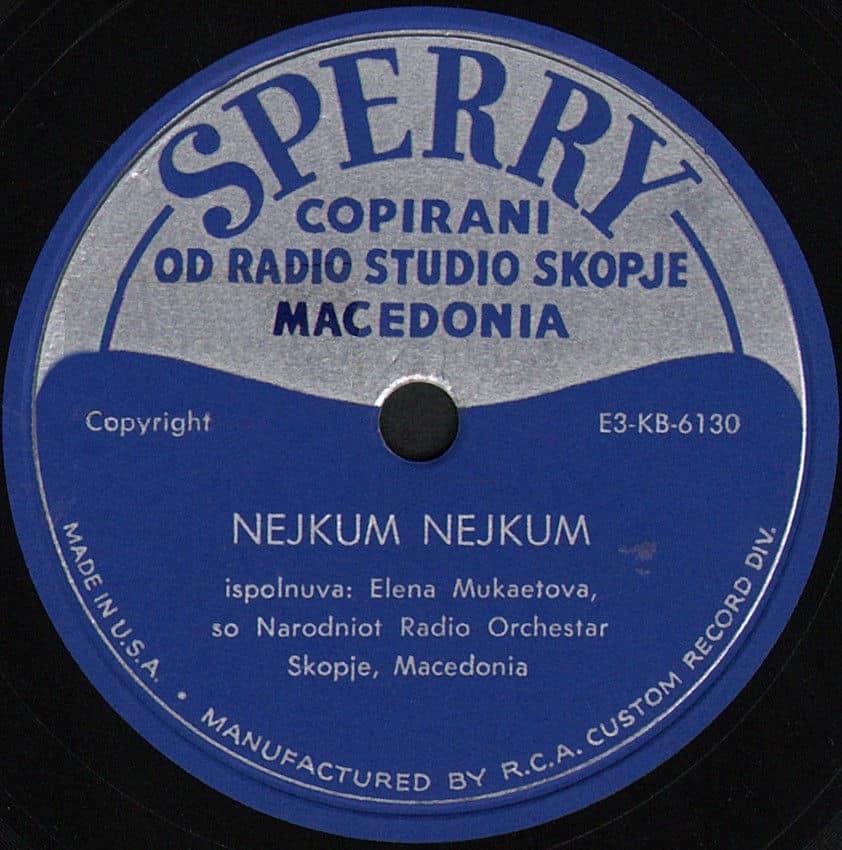 SPERRY
COPIRANI
OD RADIO STUDIO SKOPJE
MACEDONIA
Copyright
E3-KB-6130
NEJKUM NEJKUM
ispolnuva: Elena Mukaetova,
so Narodniot Radio Orchestar
Skopje, Macedonia
MADE IN U.S.A. • MANUFACTURED BY R.C.A. CUSTOM RECORD DIV.